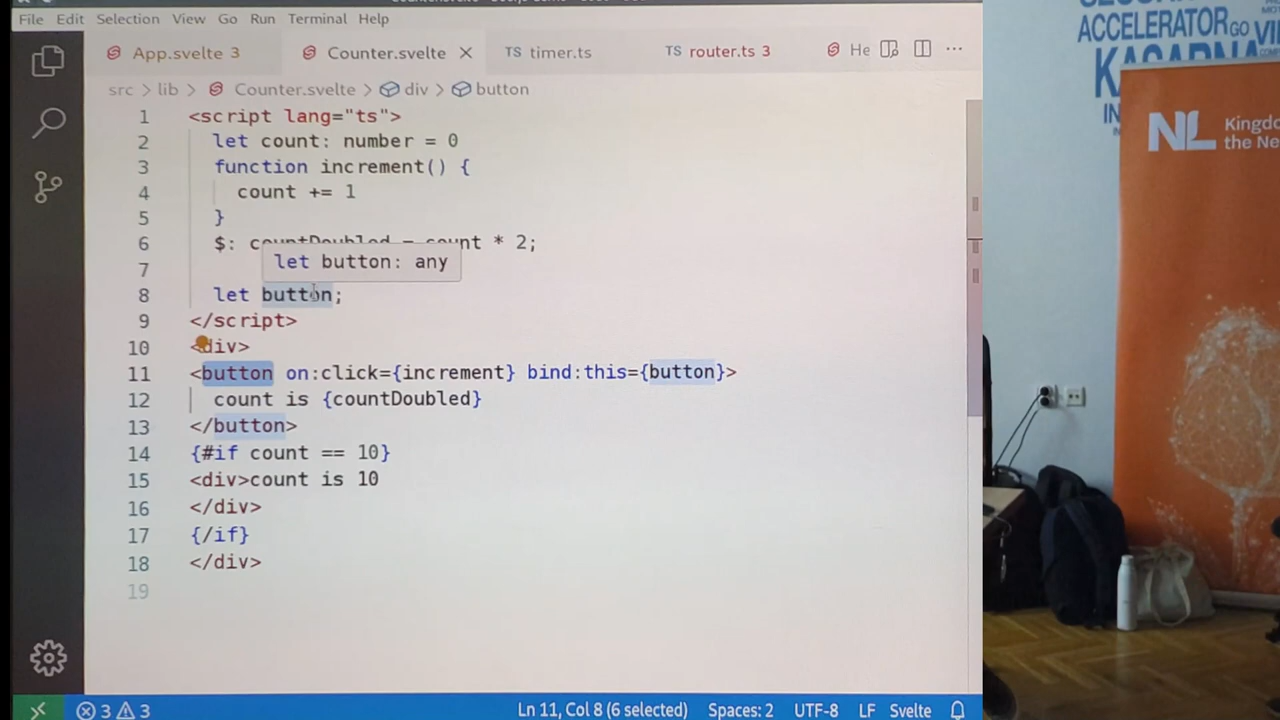 File Edit Selection View Go Run Terminal Help
App.svelte 3 Counter.svelte TS timer.ts TS router.ts 3 He
src > lib > Counter.svelte > div > button
1 <script lang="ts">
2 let count: number = 0
3 function increment() {
4 count += 1
5 }
6 $: countDoubled = count * 2;
let button: any
7
8 let button;
9 </script>
10 <div>
11 <button on:click={increment} bind:this={button}>
12 count is {countDoubled}
13 </button>
14 {#if count == 10}
15 <div>count is 10
16 </div>
17 {/if}
18 </div>
19
3 3 Ln 11, Col 8 (6 selected) Spaces: 2 UTF-8 LF Svelte
ACCELERATOR GO
KASARNA
NL
the